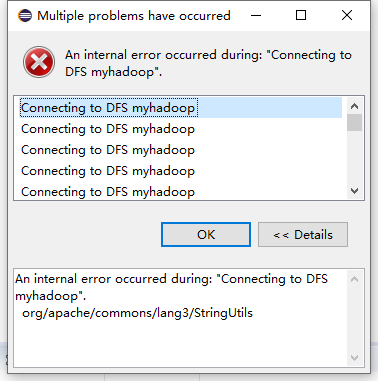 Multiple problems have occurred
An internal error occurred during: "Connecting to
DFS myhadoop".
Connecting to DFS myhadoop
Connecting to DFS myhadoop
Connecting to DFS myhadoop
Connecting to DFS myhadoop
Connecting to DFS myhadoop
OK
<< Details
An internal error occurred during: "Connecting to DFS
myhadoop".
org/apache/commons/lang3/StringUtils